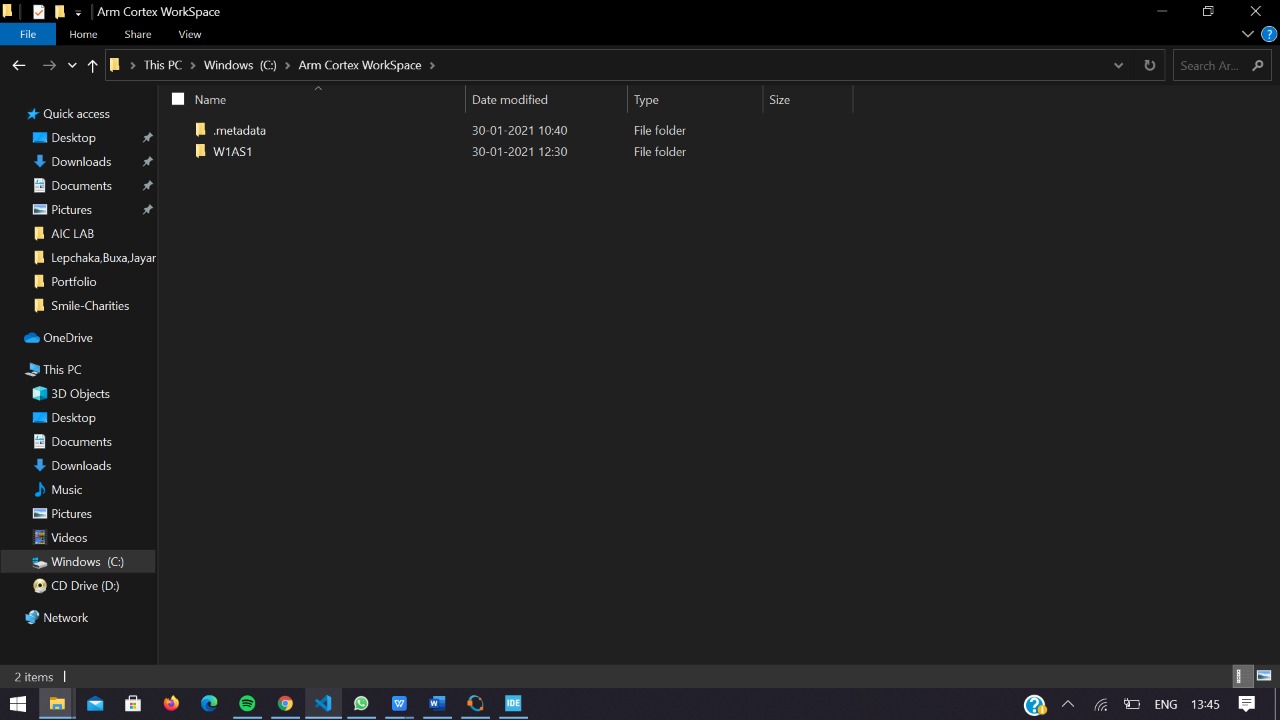 Arm Cortex WorkSpace
File Home Share View
This PC Windows (C:) Arm Cortex WorkSpace Search Ar...
Name Date modified Type Size
.metadata 30-01-2021 10:40 File folder
W1AS1 30-01-2021 12:30 File folder
Quick access
Desktop
Downloads
Documents
Pictures
AIC LAB
Lepchaka,Buxa,Jayar
Portfolio
Smile-Charities
OneDrive
This PC
3D Objects
Desktop
Documents
Downloads
Music
Pictures
Videos
Windows (C:)
CD Drive (D:)
Network
2 items
IDE ENG 13:45